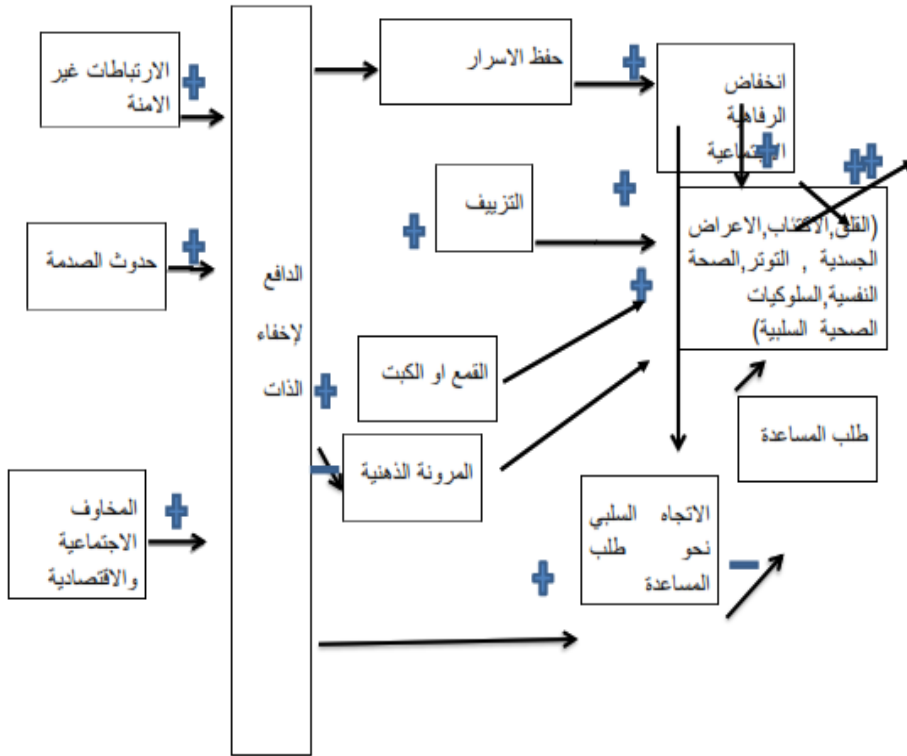 الارتباطات غير
الامنة
حدوث الصدمة
المخاوف
الاجتماعية
والاقتصادية
الدافع
لإخفاء
الذات
حفظ الاسرار
التزييف
القمع او الكبت
المرونة الذهنية
انخفاض
الرفاهية
الاجتماعية
(القلق,الاكتئاب,الاعراض
الجسدية , التوتر,الصحة
النفسية,السلوكيات
الصحية السلبية)
طلب المساعدة
الاتجاه السلبي
نحو طلب
المساعدة